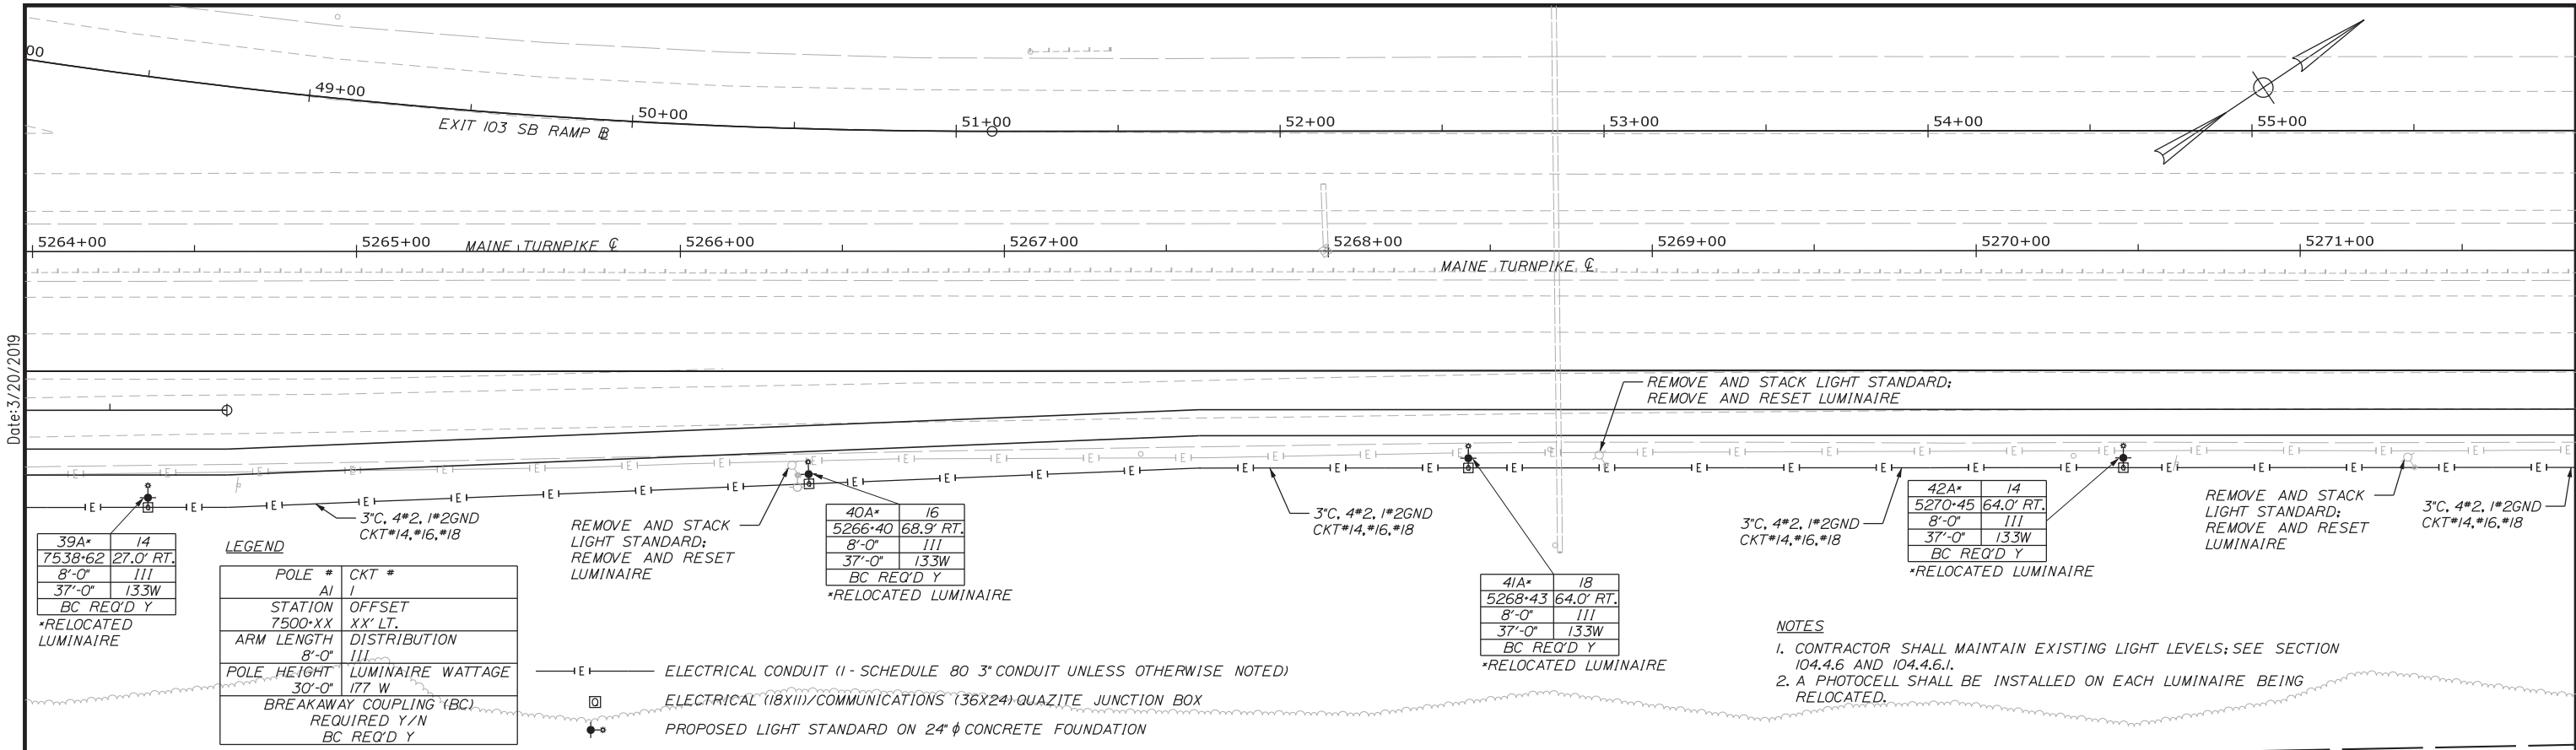 00
49+00
50+00
51+00
52+00
53+00
54+00
55+00
EXIT 103 SB RAMP ℄
5264+00
5265+00
MAINE TURNPIKE ℄
5266+00
5267+00
5268+00
5269+00
5270+00
5271+00
MAINE TURNPIKE ℄
Date:3/20/2019
REMOVE AND STACK LIGHT STANDARD;
REMOVE AND RESET LUMINAIRE
3"C, 4#2, 1#2GND
CKT#14,#16,#18
39A* 14
7538+62 27.0' RT.
8'-0" III
37'-0" 133W
BC REQ'D Y
*RELOCATED
LUMINAIRE
REMOVE AND STACK
LIGHT STANDARD;
REMOVE AND RESET
LUMINAIRE
40A* 16
5266+40 68.9' RT.
8'-0" III
37'-0" 133W
BC REQ'D Y
*RELOCATED LUMINAIRE
3"C, 4#2, 1#2GND
CKT#14,#16,#18
41A* 18
5268+43 64.0' RT.
8'-0" III
37'-0" 133W
BC REQ'D Y
*RELOCATED LUMINAIRE
3"C, 4#2, 1#2GND
CKT#14,#16,#18
42A* 14
5270+45 64.0' RT.
8'-0" III
37'-0" 133W
BC REQ'D Y
*RELOCATED LUMINAIRE
REMOVE AND STACK
LIGHT STANDARD;
REMOVE AND RESET
LUMINAIRE
3"C, 4#2, 1#2GND
CKT#14,#16,#18
LEGEND
POLE # CKT #
A1 1
STATION OFFSET
7500+XX XX' LT.
ARM LENGTH DISTRIBUTION
8'-0" III
POLE HEIGHT LUMINAIRE WATTAGE
30'-0" 177 W
BREAKAWAY COUPLING (BC)
REQUIRED Y/N
BC REQ'D Y
E ELECTRICAL CONDUIT (1 - SCHEDULE 80 3" CONDUIT UNLESS OTHERWISE NOTED)
ELECTRICAL (18X11)/COMMUNICATIONS (36X24) QUAZITE JUNCTION BOX
PROPOSED LIGHT STANDARD ON 24" ϕ CONCRETE FOUNDATION
NOTES
1. CONTRACTOR SHALL MAINTAIN EXISTING LIGHT LEVELS; SEE SECTION
104.4.6 AND 104.4.6.1.
2. A PHOTOCELL SHALL BE INSTALLED ON EACH LUMINAIRE BEING
RELOCATED.